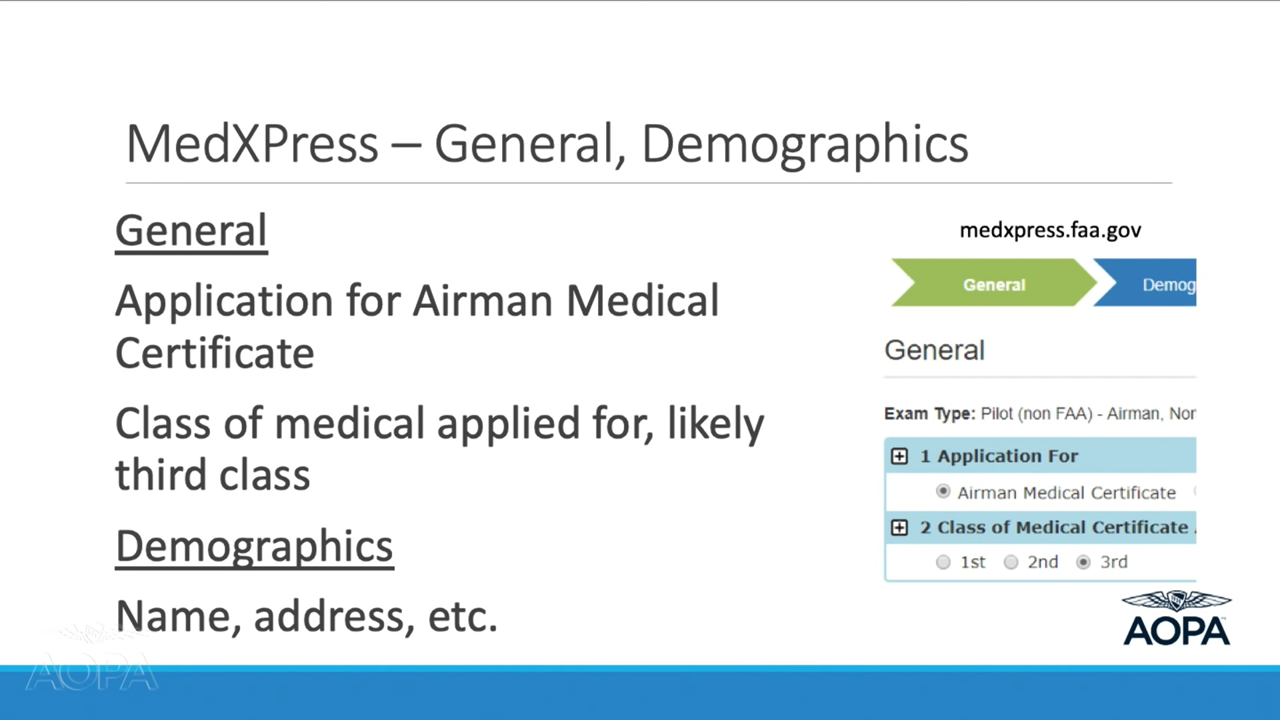 MedXPress – General, Demographics
General
Application for Airman Medical
Certificate
Class of medical applied for, likely
third class
Demographics
Name, address, etc.
medxpress.faa.gov
General
Demog
General
Exam Type: Pilot (non FAA) - Airman, Nor
1 Application For
Airman Medical Certificate
2 Class of Medical Certificate
1st 2nd 3rd
AOPA
AOPA